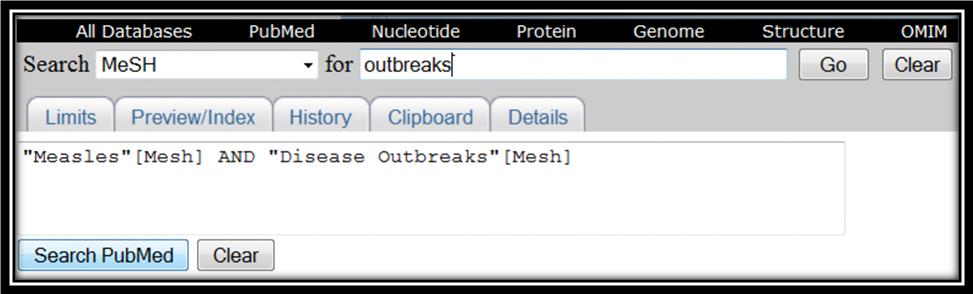 All Databases PubMed Nucleotide Protein Genome Structure OMIM
Search MeSH for outbreaks Go Clear
Limits Preview/Index History Clipboard Details
"Measles"[Mesh] AND "Disease Outbreaks"[Mesh]
Search PubMed Clear